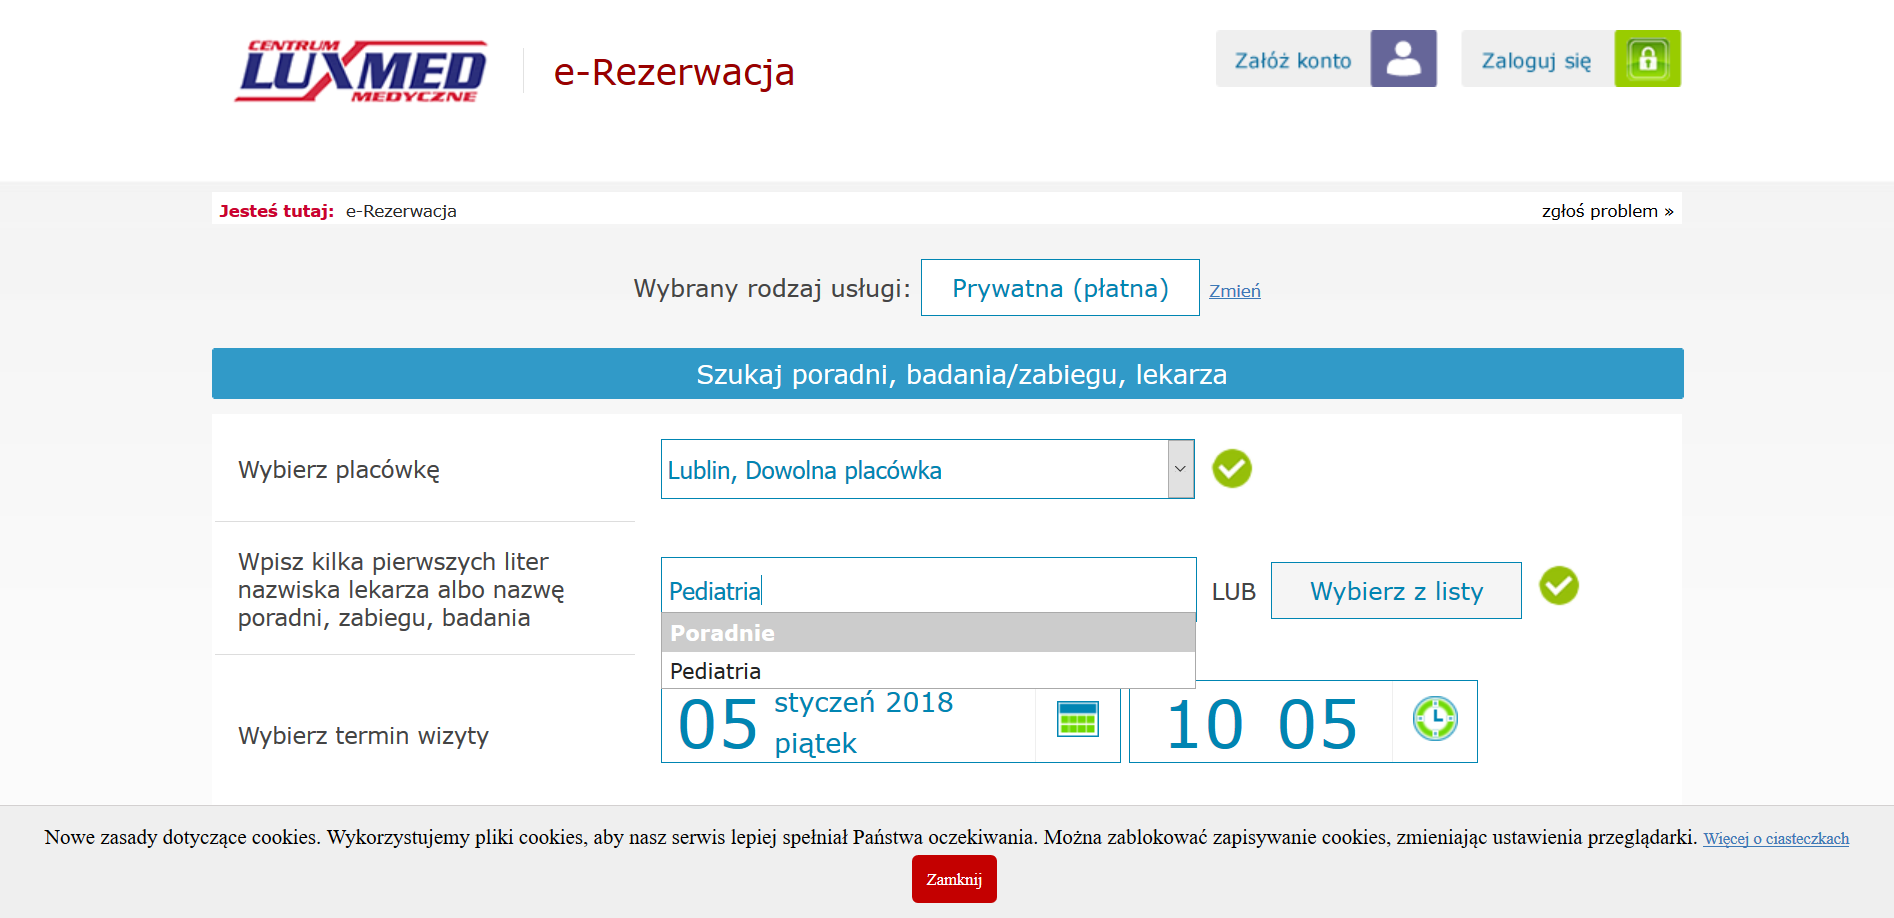 CENTRUM
LUXMED
MEDYCZNE
e-Rezerwacja
Załóż konto
Zaloguj się
Jesteś tutaj: e-Rezerwacja
zgłoś problem »
Wybrany rodzaj usługi: Prywatna (płatna) Zmień
Szukaj poradni, badania/zabiegu, lekarza
Wybierz placówkę
Lublin, Dowolna placówka
Wpisz kilka pierwszych liter
nazwiska lekarza albo nazwę
poradni, zabiegu, badania
Pediatria
LUB
Wybierz z listy
Poradnie
Pediatria
Wybierz termin wizyty
05 styczeń 2018
piątek
10 05
Nowe zasady dotyczące cookies. Wykorzystujemy pliki cookies, aby nasz serwis lepiej spełniał Państwa oczekiwania. Można zablokować zapisywanie cookies, zmieniając ustawienia przeglądarki. Więcej o ciasteczkach
Zamknij